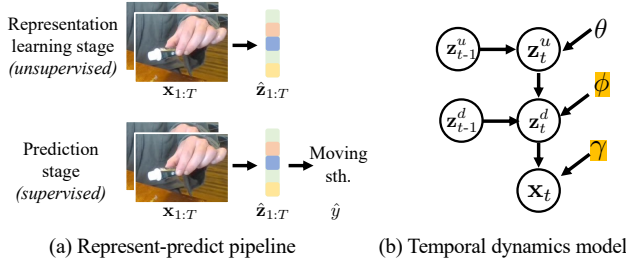 Representation
learning stage
(unsupervised)
x₁:T
ẑ₁:T
Prediction
stage
(supervised)
Moving
sth.
x₁:T
ẑ₁:T
ŷ
(a) Represent-predict pipeline
z^u_{t-1}
z^u_t
θ
z^d_{t-1}
z^d_t
ϕ
γ
x_t
(b) Temporal dynamics model